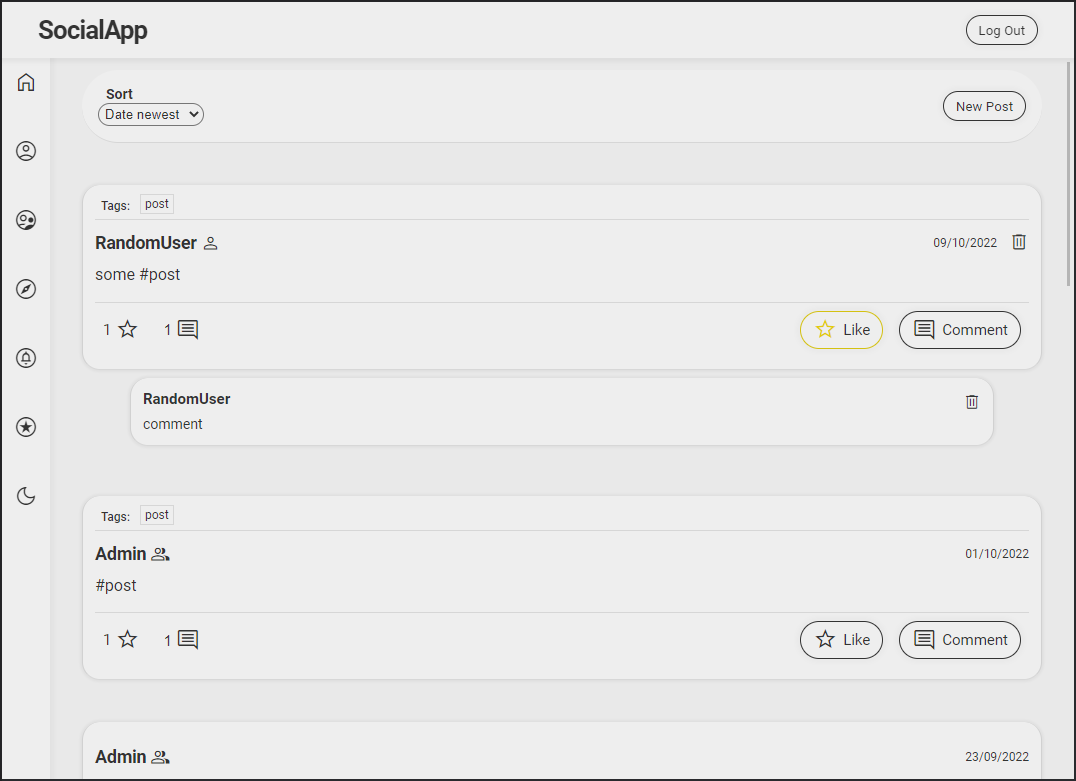 SocialApp
Log Out
Sort
Date newest
New Post
Tags: post
RandomUser
09/10/2022
some #post
1 1
Like
Comment
RandomUser
comment
Tags: post
Admin
01/10/2022
#post
1 1
Like
Comment
Admin
23/09/2022